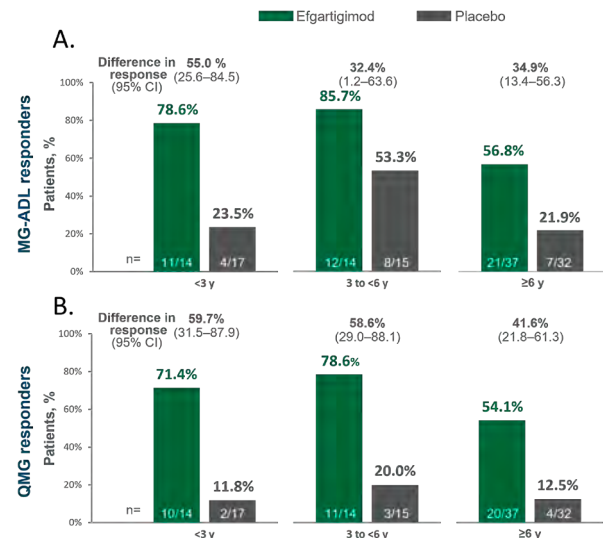 Efgartigimod Placebo
A.
Difference in response (95% CI) 55.0 % (25.6–84.5) 32.4% (1.2–63.6) 34.9% (13.4–56.3)
MG-ADL responders
Patients, %
100%
80%
60%
40%
20%
0%
78.6% 23.5% 85.7% 53.3% 56.8% 21.9%
n= 11/14 4/17 12/14 8/15 21/37 7/32
<3 y 3 to <6 y ≥6 y
B.
Difference in response (95% CI) 59.7% (31.5–87.9) 58.6% (29.0–88.1) 41.6% (21.8–61.3)
QMG responders
Patients, %
100%
80%
60%
40%
20%
0%
71.4% 11.8% 78.6% 20.0% 54.1% 12.5%
n= 10/14 2/17 11/14 3/15 20/37 4/32
<3 y 3 to <6 y ≥6 y